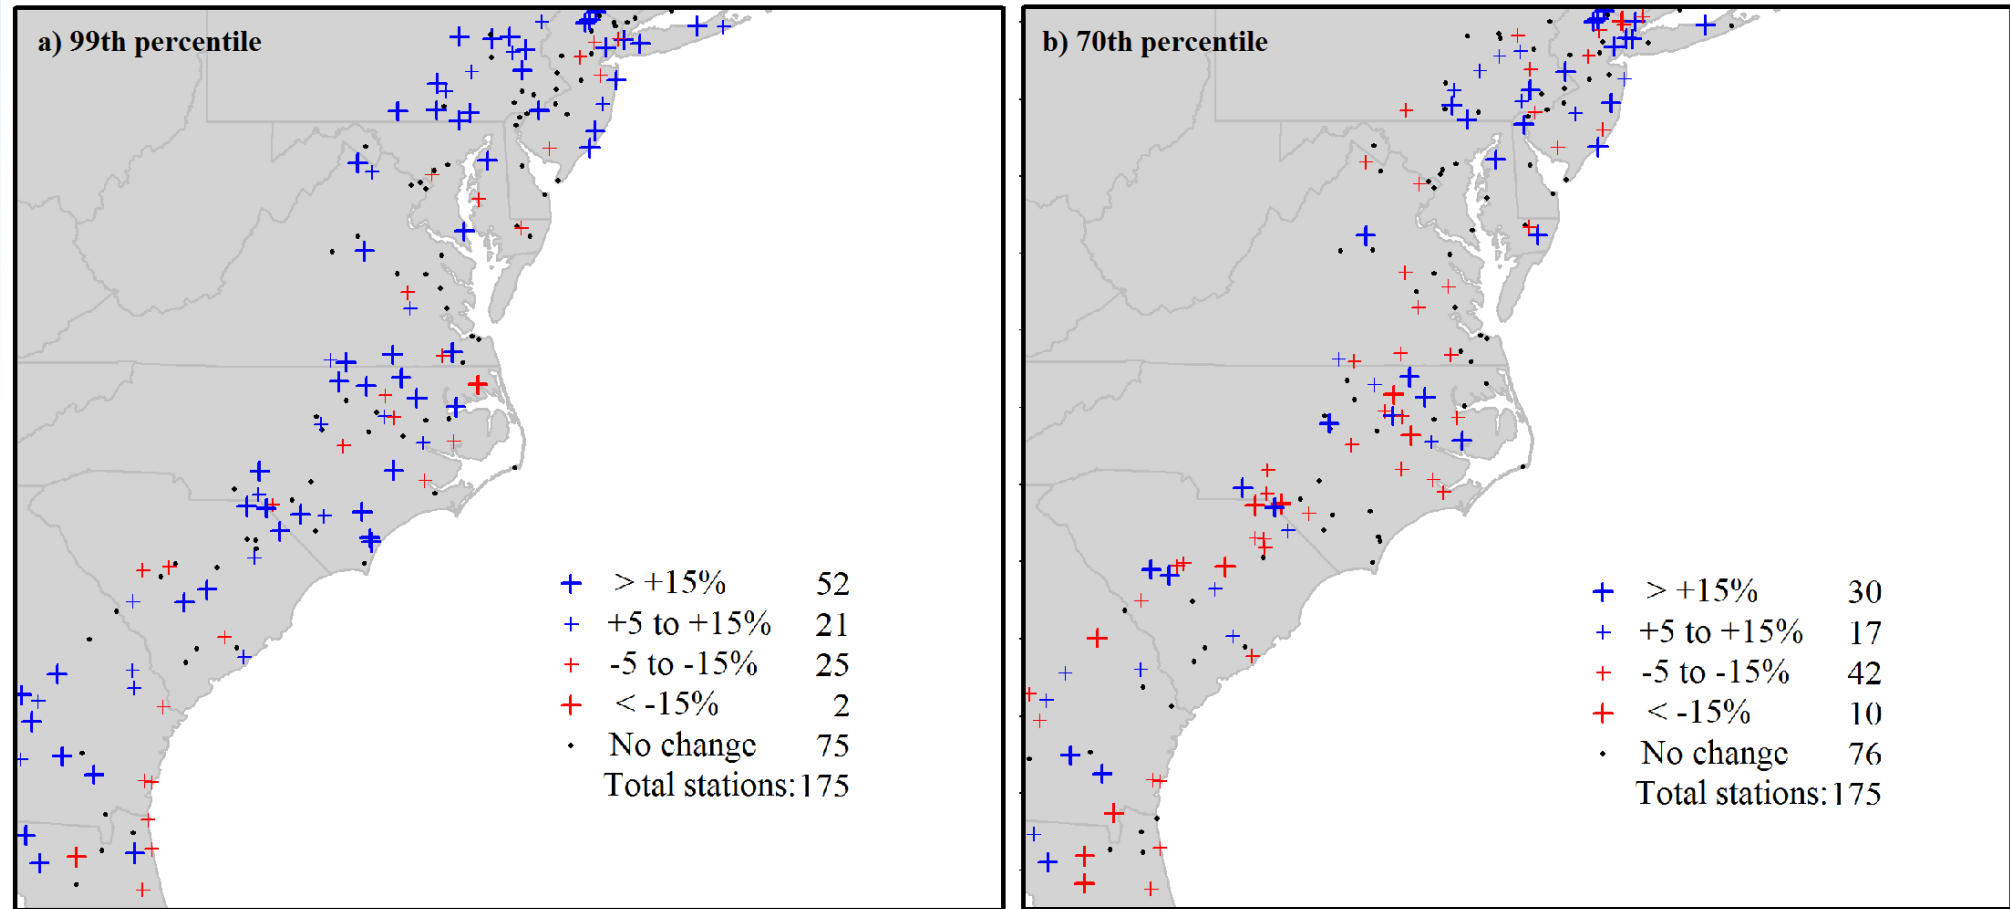 a) 99th percentile
> +15% 52
+5 to +15% 21
-5 to -15% 25
< -15% 2
No change 75
Total stations:175
b) 70th percentile
> +15% 30
+5 to +15% 17
-5 to -15% 42
< -15% 10
No change 76
Total stations:175